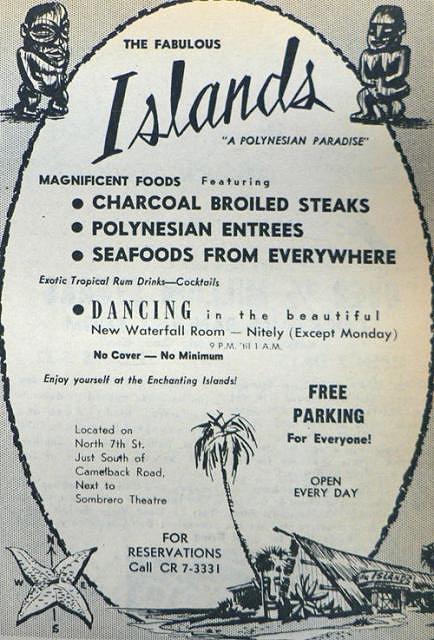 THE FABULOUS
Islands
"A POLYNESIAN PARADISE"
MAGNIFICENT FOODS Featuring
• CHARCOAL BROILED STEAKS
• POLYNESIAN ENTREES
• SEAFOODS FROM EVERYWHERE
Exotic Tropical Rum Drinks—Cocktails
• DANCING in the beautiful
New Waterfall Room — Nitely (Except Monday)
9 P.M. 'til 1 A.M.
No Cover — No Minimum
Enjoy yourself at the Enchanting Islands!
FREE
PARKING
For Everyone!
Located on
North 7th St.
Just South of
Camelback Road,
Next to
Sombrero Theatre
OPEN
EVERY DAY
FOR
RESERVATIONS
Call CR 7-3331
N
W E
S
the ISLANDS